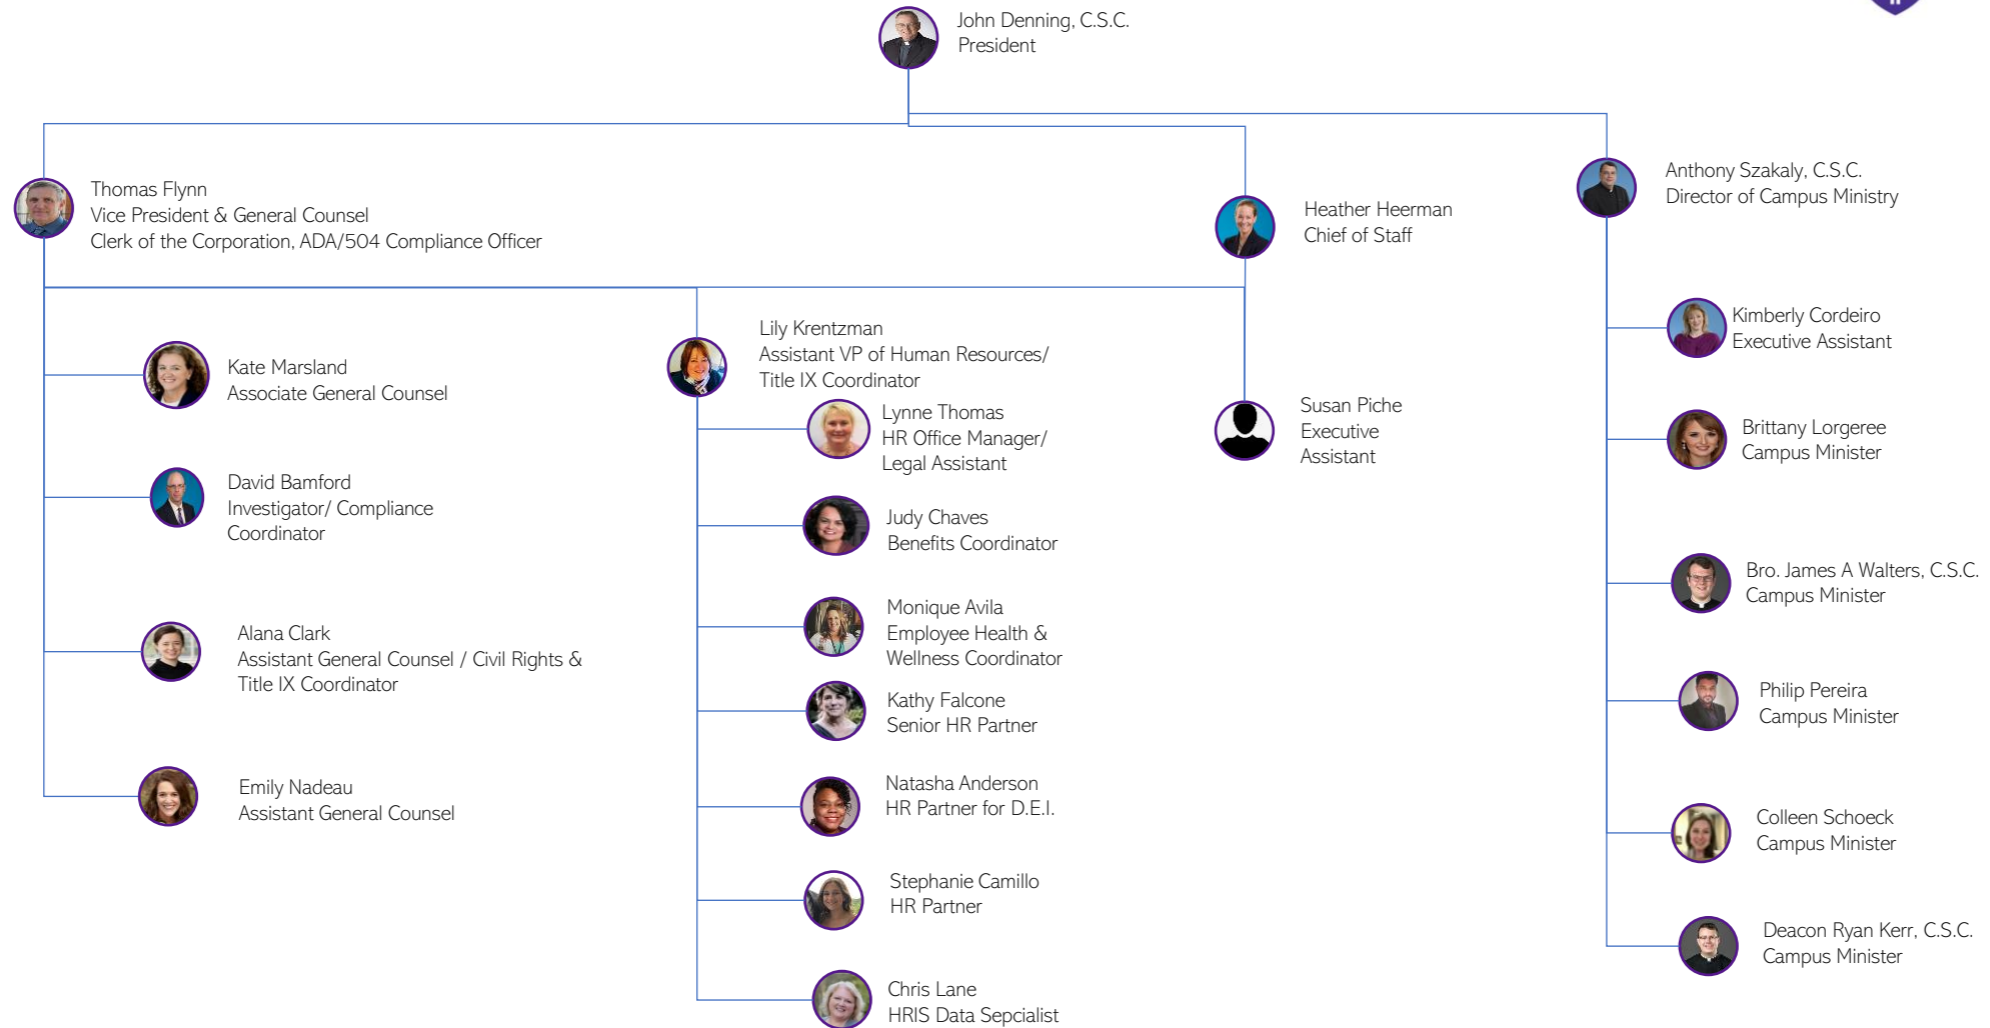 John Denning, C.S.C.
President
Thomas Flynn
Vice President & General Counsel
Clerk of the Corporation, ADA/504 Compliance Officer
Heather Heerman
Chief of Staff
Anthony Szakaly, C.S.C.
Director of Campus Ministry
Kate Marsland
Associate General Counsel
David Bamford
Investigator/ Compliance
Coordinator
Alana Clark
Assistant General Counsel / Civil Rights &
Title IX Coordinator
Emily Nadeau
Assistant General Counsel
Lily Krentzman
Assistant VP of Human Resources/
Title IX Coordinator
Lynne Thomas
HR Office Manager/
Legal Assistant
Judy Chaves
Benefits Coordinator
Monique Avila
Employee Health &
Wellness Coordinator
Kathy Falcone
Senior HR Partner
Natasha Anderson
HR Partner for D.E.I.
Stephanie Camillo
HR Partner
Chris Lane
HRIS Data Sepcialist
Susan Piche
Executive
Assistant
Kimberly Cordeiro
Executive Assistant
Brittany Lorgeree
Campus Minister
Bro. James A Walters, C.S.C.
Campus Minister
Philip Pereira
Campus Minister
Colleen Schoeck
Campus Minister
Deacon Ryan Kerr, C.S.C.
Campus Minister